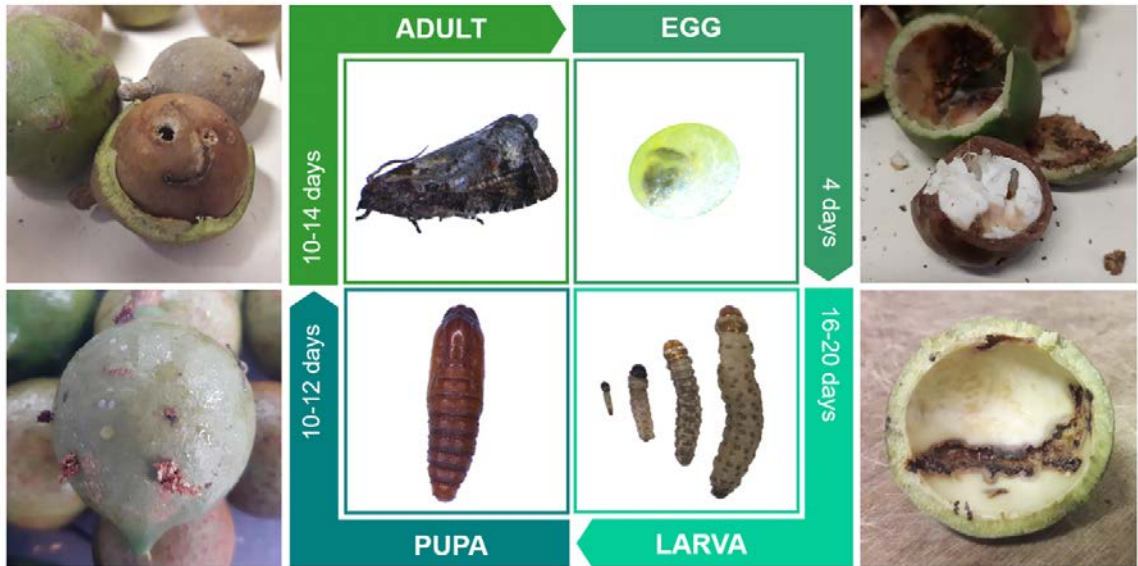 ADULT
EGG
10-14 days
4 days
10-12 days
16-20 days
PUPA
LARVA